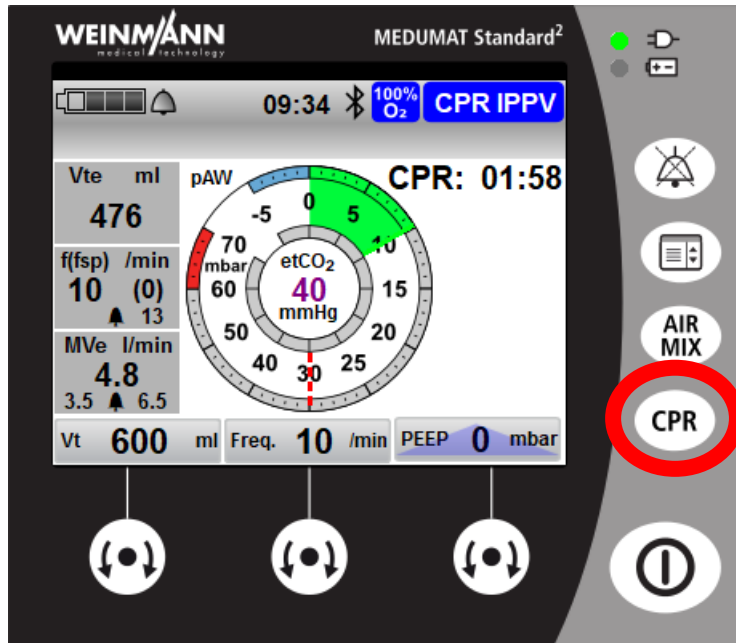 WEINMANN
medical technology
MEDUMAT Standard²
09:34 100% O₂ CPR IPPV
Vte ml
476
f(fsp) /min
10 (0)
13
MVe l/min
4.8
3.5 6.5
pAW
CPR: 01:58
-5 0 5 10 15 20 25 30 40 50 60 70
mbar
etCO₂
40
mmHg
Vt 600 ml Freq. 10 /min PEEP 0 mbar
AIR
MIX
CPR